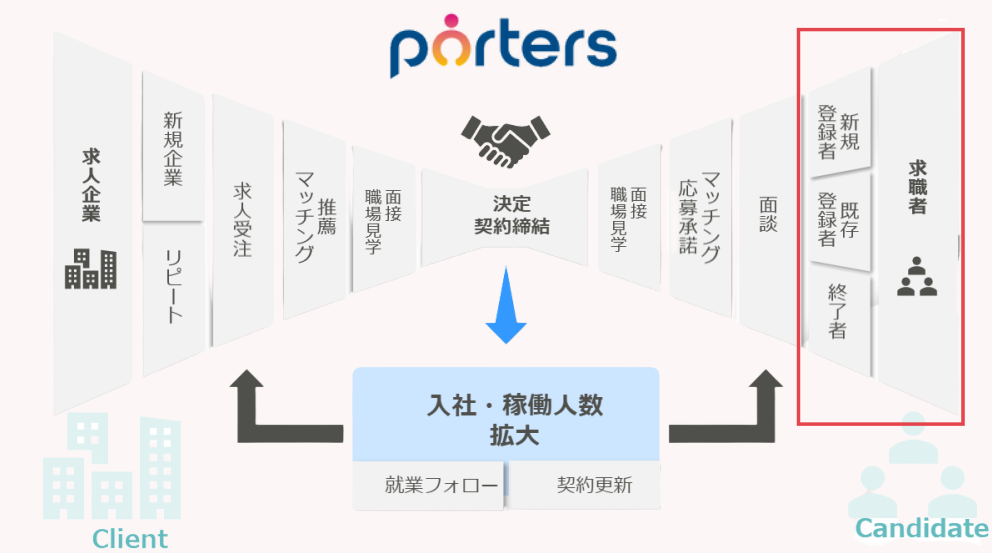 porters
求人企業
新規企業
リピート
求人受注
推薦
マッチング
面接
職場見学
決定
契約締結
面接
職場見学
マッチング
応募承諾
面談
新規
登録者
既存
登録者
終了者
求職者
入社・稼働人数
拡大
就業フォロー
契約更新
Client
Candidate